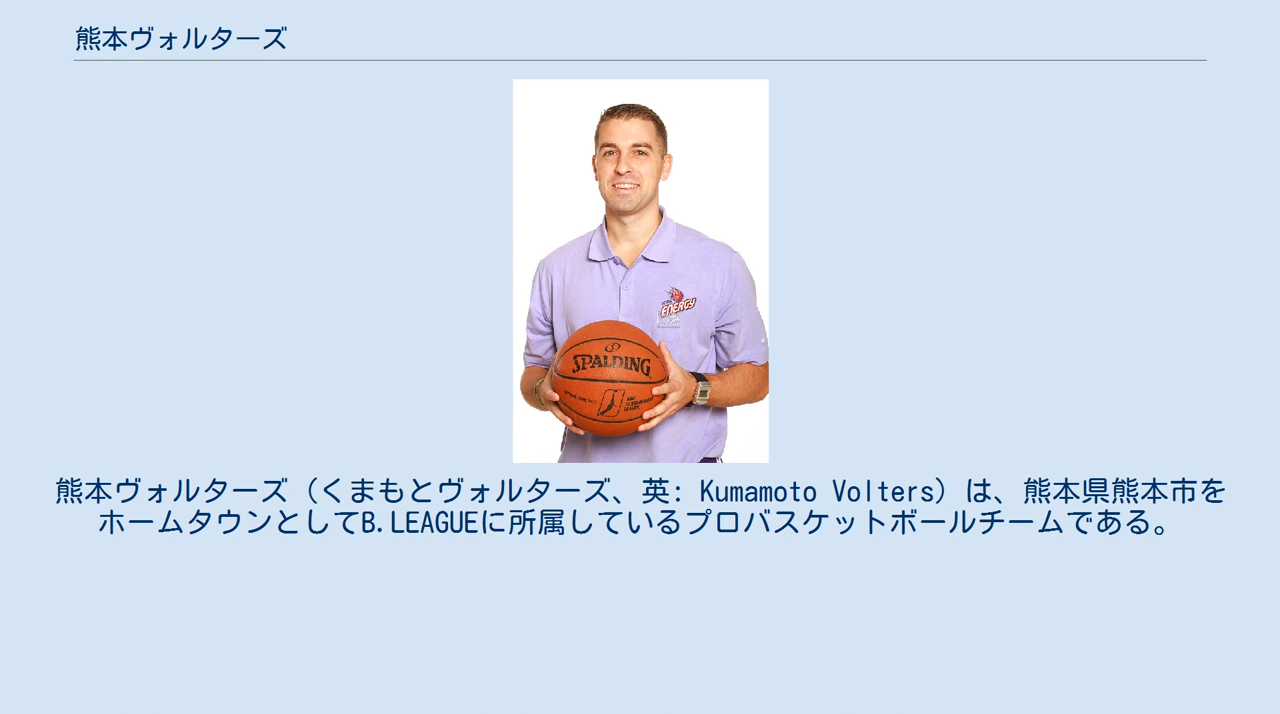 熊本ヴォルターズ
ENERGY
SPALDING
熊本ヴォルターズ（くまもとヴォルターズ、英: Kumamoto Volters）は、熊本県熊本市を
ホームタウンとしてB.LEAGUEに所属しているプロバスケットボールチームである。